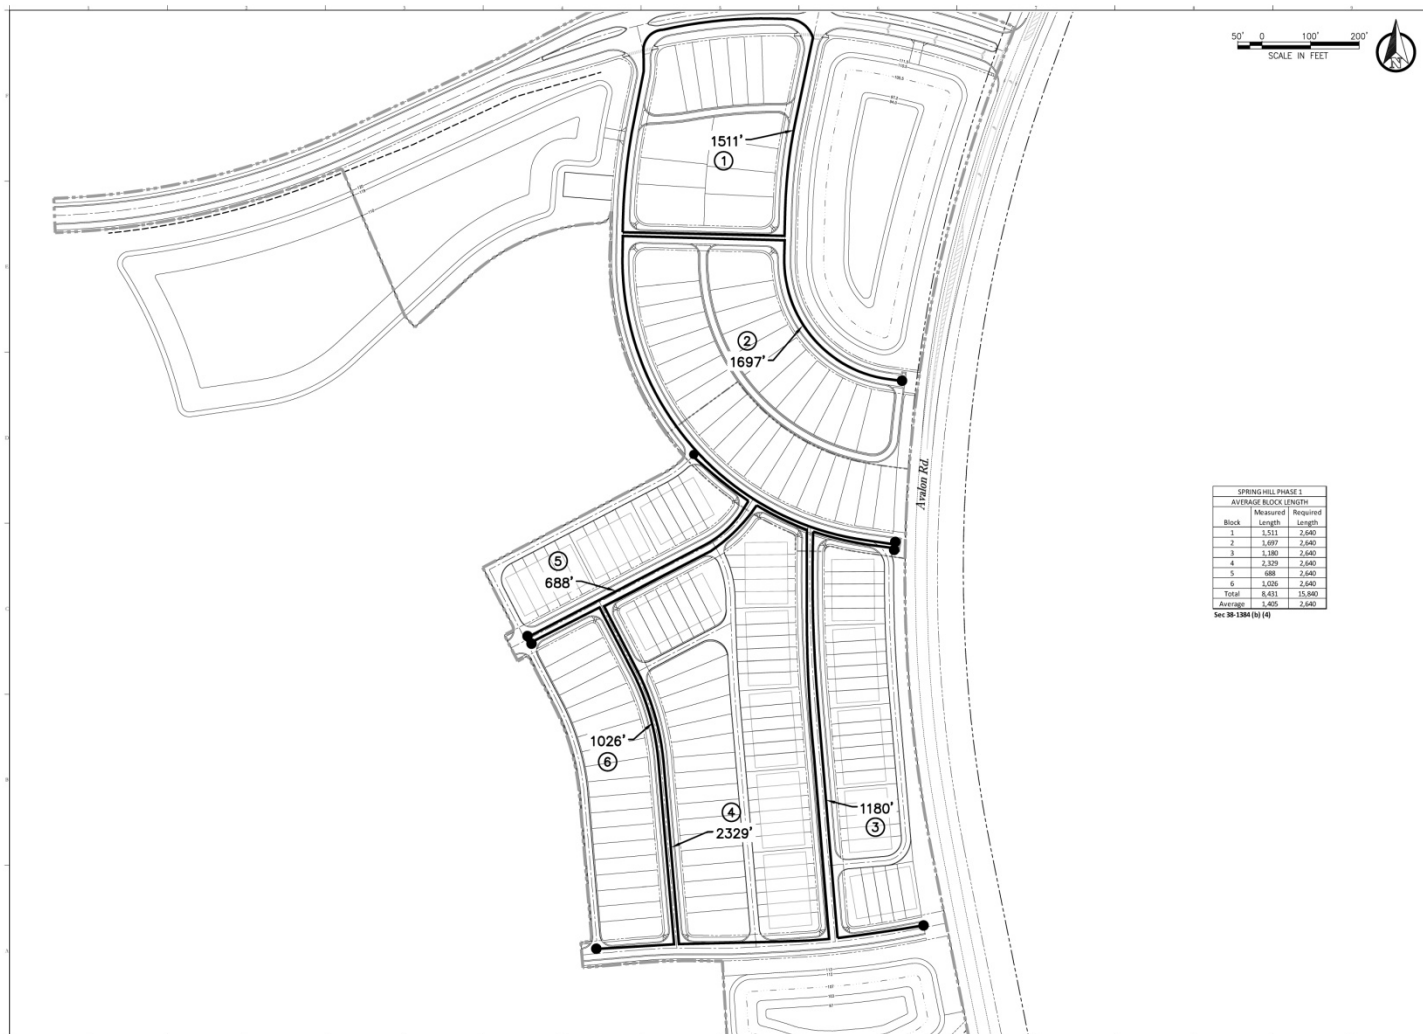 50' 0 100' 200'
SCALE IN FEET
N
1511'
1
2
1697'
Avalon Rd.
5
688'
1026'
6
4
2329'
1180'
3
SPRING HILL PHASE 1
AVERAGE BLOCK LENGTH
Block Measured Length Required Length
1 1,511 2,640
2 1,697 2,640
3 1,180 2,640
4 2,329 2,640
5 688 2,640
6 1,026 2,640
Total 8,431 15,840
Average 1,405 2,640
Sec 38-1384 (b) (4)